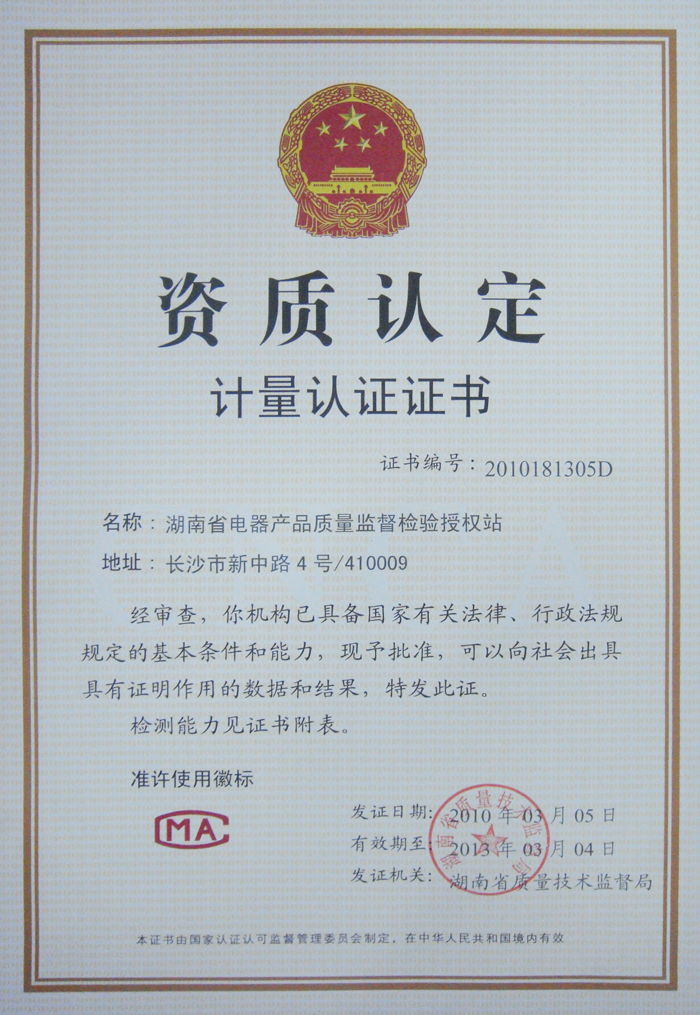 资质认定
计量认证证书
证书编号：2010181305D
名称：湖南省电器产品质量监督检验授权站
地址：长沙市新中路4号/410009
经审查，你机构已具备国家有关法律、行政法规
规定的基本条件和能力，现予批准，可以向社会出具
具有证明作用的数据和结果，特发此证。
检测能力见证书附表。
准许使用徽标
CMA
发证日期：2010年03月05日
有效期至：2013年03月04日
发证机关：湖南省质量技术监督局
湖南省质量技术监督局
本证书由国家认证认可监督管理委员会制定，在中华人民共和国境内有效